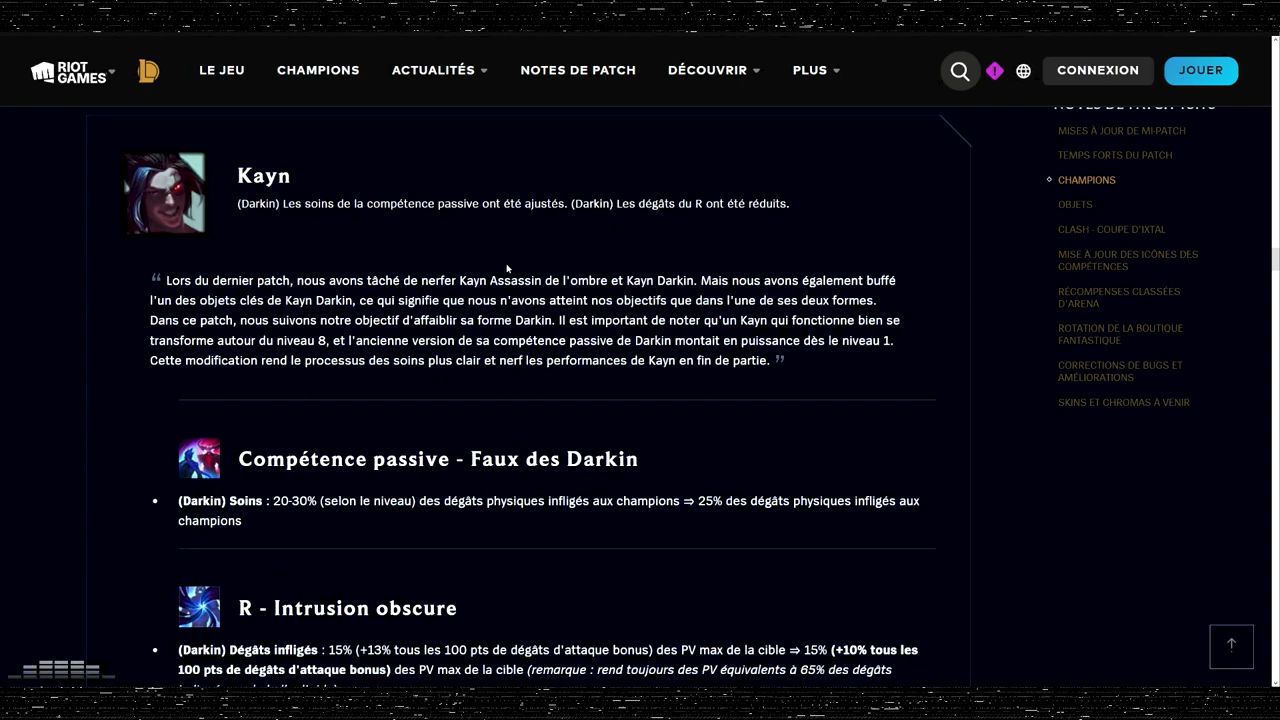 RIOT
GAMES
LE JEU
CHAMPIONS
ACTUALITÉS
NOTES DE PATCH
DÉCOUVRIR
PLUS
CONNEXION
JOUER
MISES À JOUR DE MI-PATCH
TEMPS FORTS DU PATCH
CHAMPIONS
OBJETS
CLASH - COUPE D'IXTAL
MISE À JOUR DES ICÔNES DES
COMPÉTENCES
RÉCOMPENSES CLASSÉES
D'ARENA
ROTATION DE LA BOUTIQUE
FANTASTIQUE
CORRECTIONS DE BUGS ET
AMÉLIORATIONS
SKINS ET CHROMAS À VENIR
Kayn
(Darkin) Les soins de la compétence passive ont été ajustés. (Darkin) Les dégâts du R ont été réduits.
“ Lors du dernier patch, nous avons tâché de nerfer Kayn Assassin de l'ombre et Kayn Darkin. Mais nous avons également buffé
l'un des objets clés de Kayn Darkin, ce qui signifie que nous n'avons atteint nos objectifs que dans l'une de ses deux formes.
Dans ce patch, nous suivons notre objectif d'affaiblir sa forme Darkin. Il est important de noter qu'un Kayn qui fonctionne bien se
transforme autour du niveau 8, et l'ancienne version de sa compétence passive de Darkin montait en puissance dès le niveau 1.
Cette modification rend le processus des soins plus clair et nerf les performances de Kayn en fin de partie. ”
Compétence passive - Faux des Darkin
• (Darkin) Soins : 20-30% (selon le niveau) des dégâts physiques infligés aux champions ⇒ 25% des dégâts physiques infligés aux
champions
R - Intrusion obscure
• (Darkin) Dégâts infligés : 15% (+13% tous les 100 pts de dégâts d'attaque bonus) des PV max de la cible ⇒ 15% (+10% tous les
100 pts de dégâts d'attaque bonus) des PV max de la cible (remarque : rend toujours des PV équivalents à 65% des dégâts